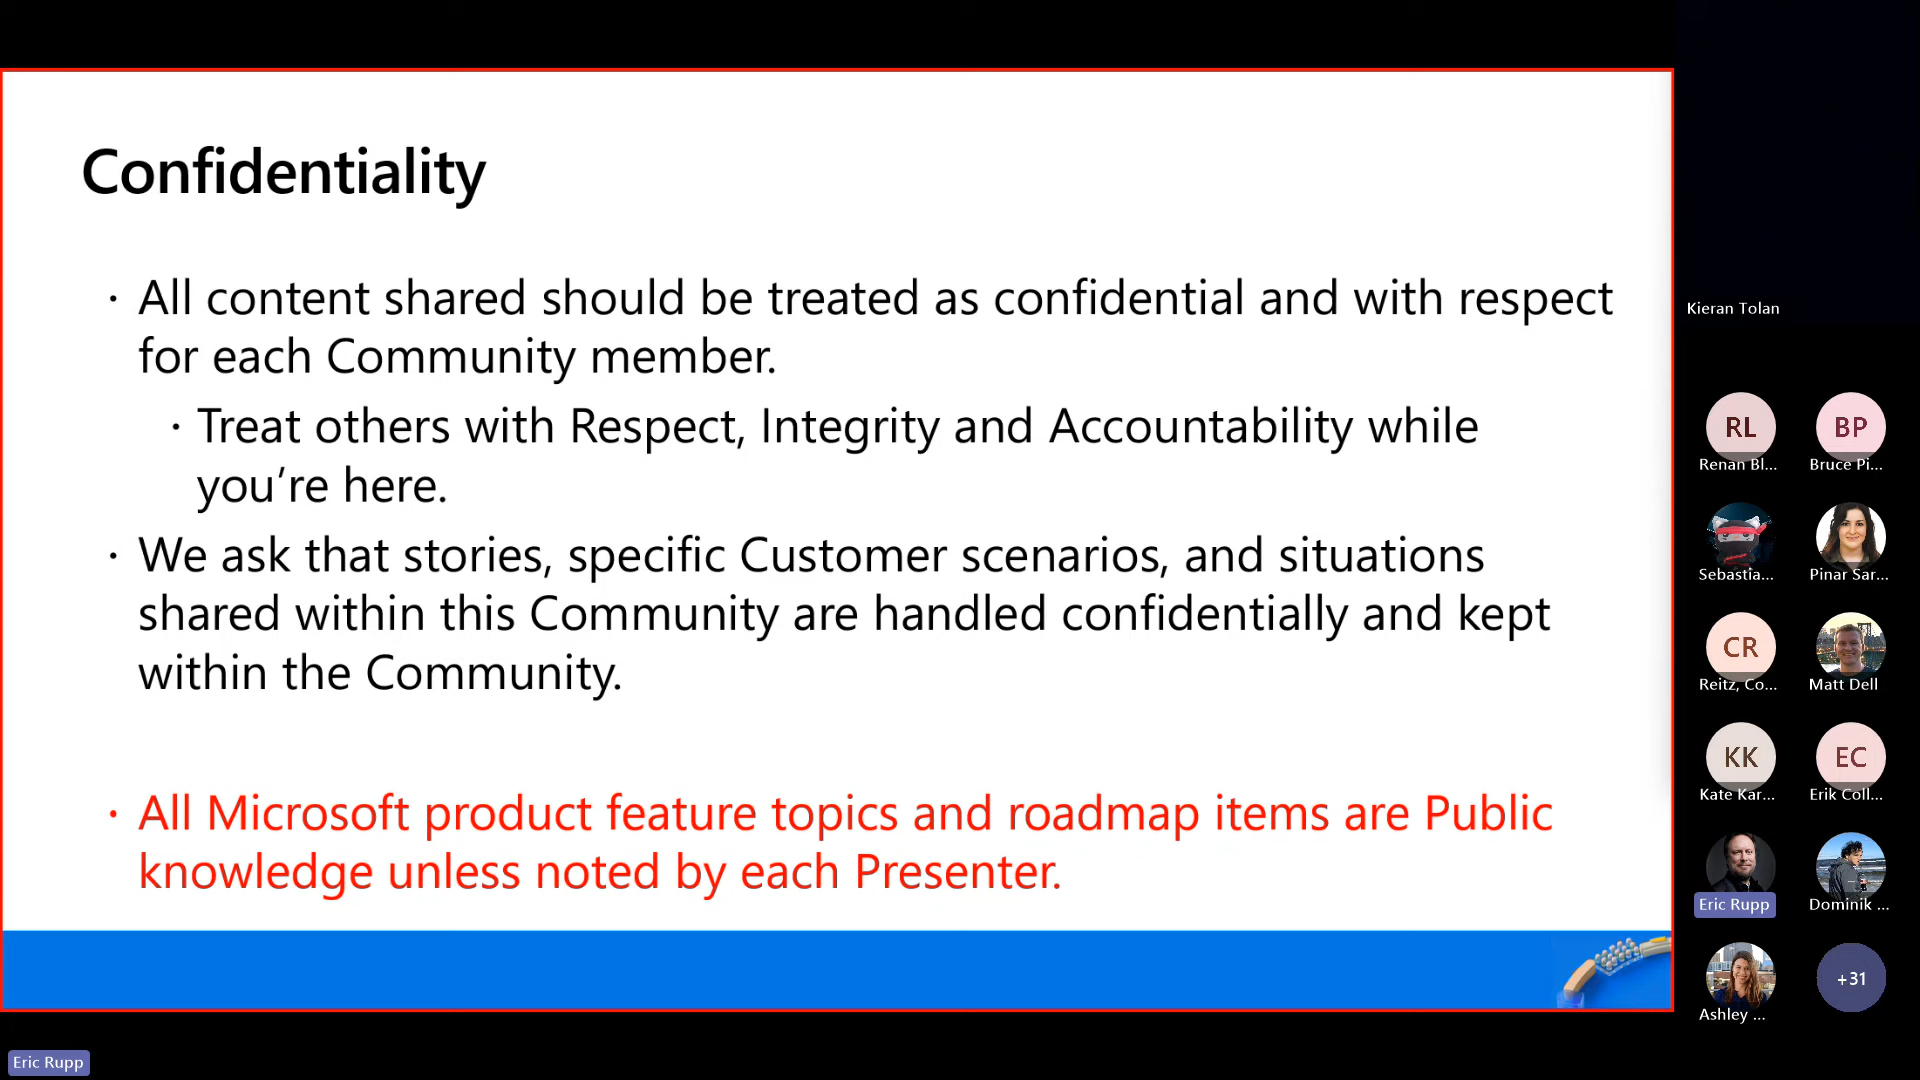 Confidentiality
· All content shared should be treated as confidential and with respect
for each Community member.
· Treat others with Respect, Integrity and Accountability while
you’re here.
· We ask that stories, specific Customer scenarios, and situations
shared within this Community are handled confidentially and kept
within the Community.
· All Microsoft product feature topics and roadmap items are Public
knowledge unless noted by each Presenter.
Kieran Tolan
RL
BP
Renan Bl...
Bruce Pi...
Sebastia...
Pinar Sar...
CR
Reitz, Co...
Matt Dell
KK
EC
Kate Kar...
Erik Coll...
Eric Rupp
Dominik ...
+31
Ashley ...
Eric Rupp